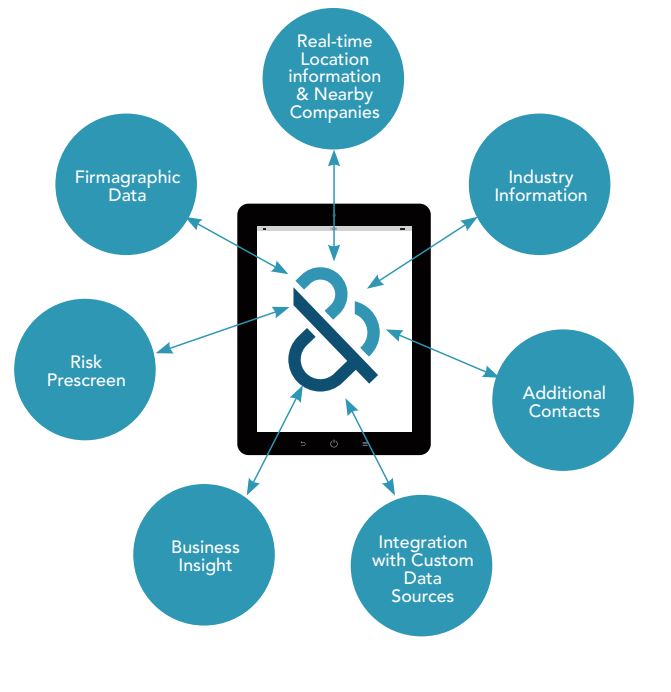 Real-time
Location
information
& Nearby
Companies
Firmagraphic
Data
Industry
Information
Risk
Prescreen
Additional
Contacts
Business
Insight
Integration
with Custom
Data
Sources